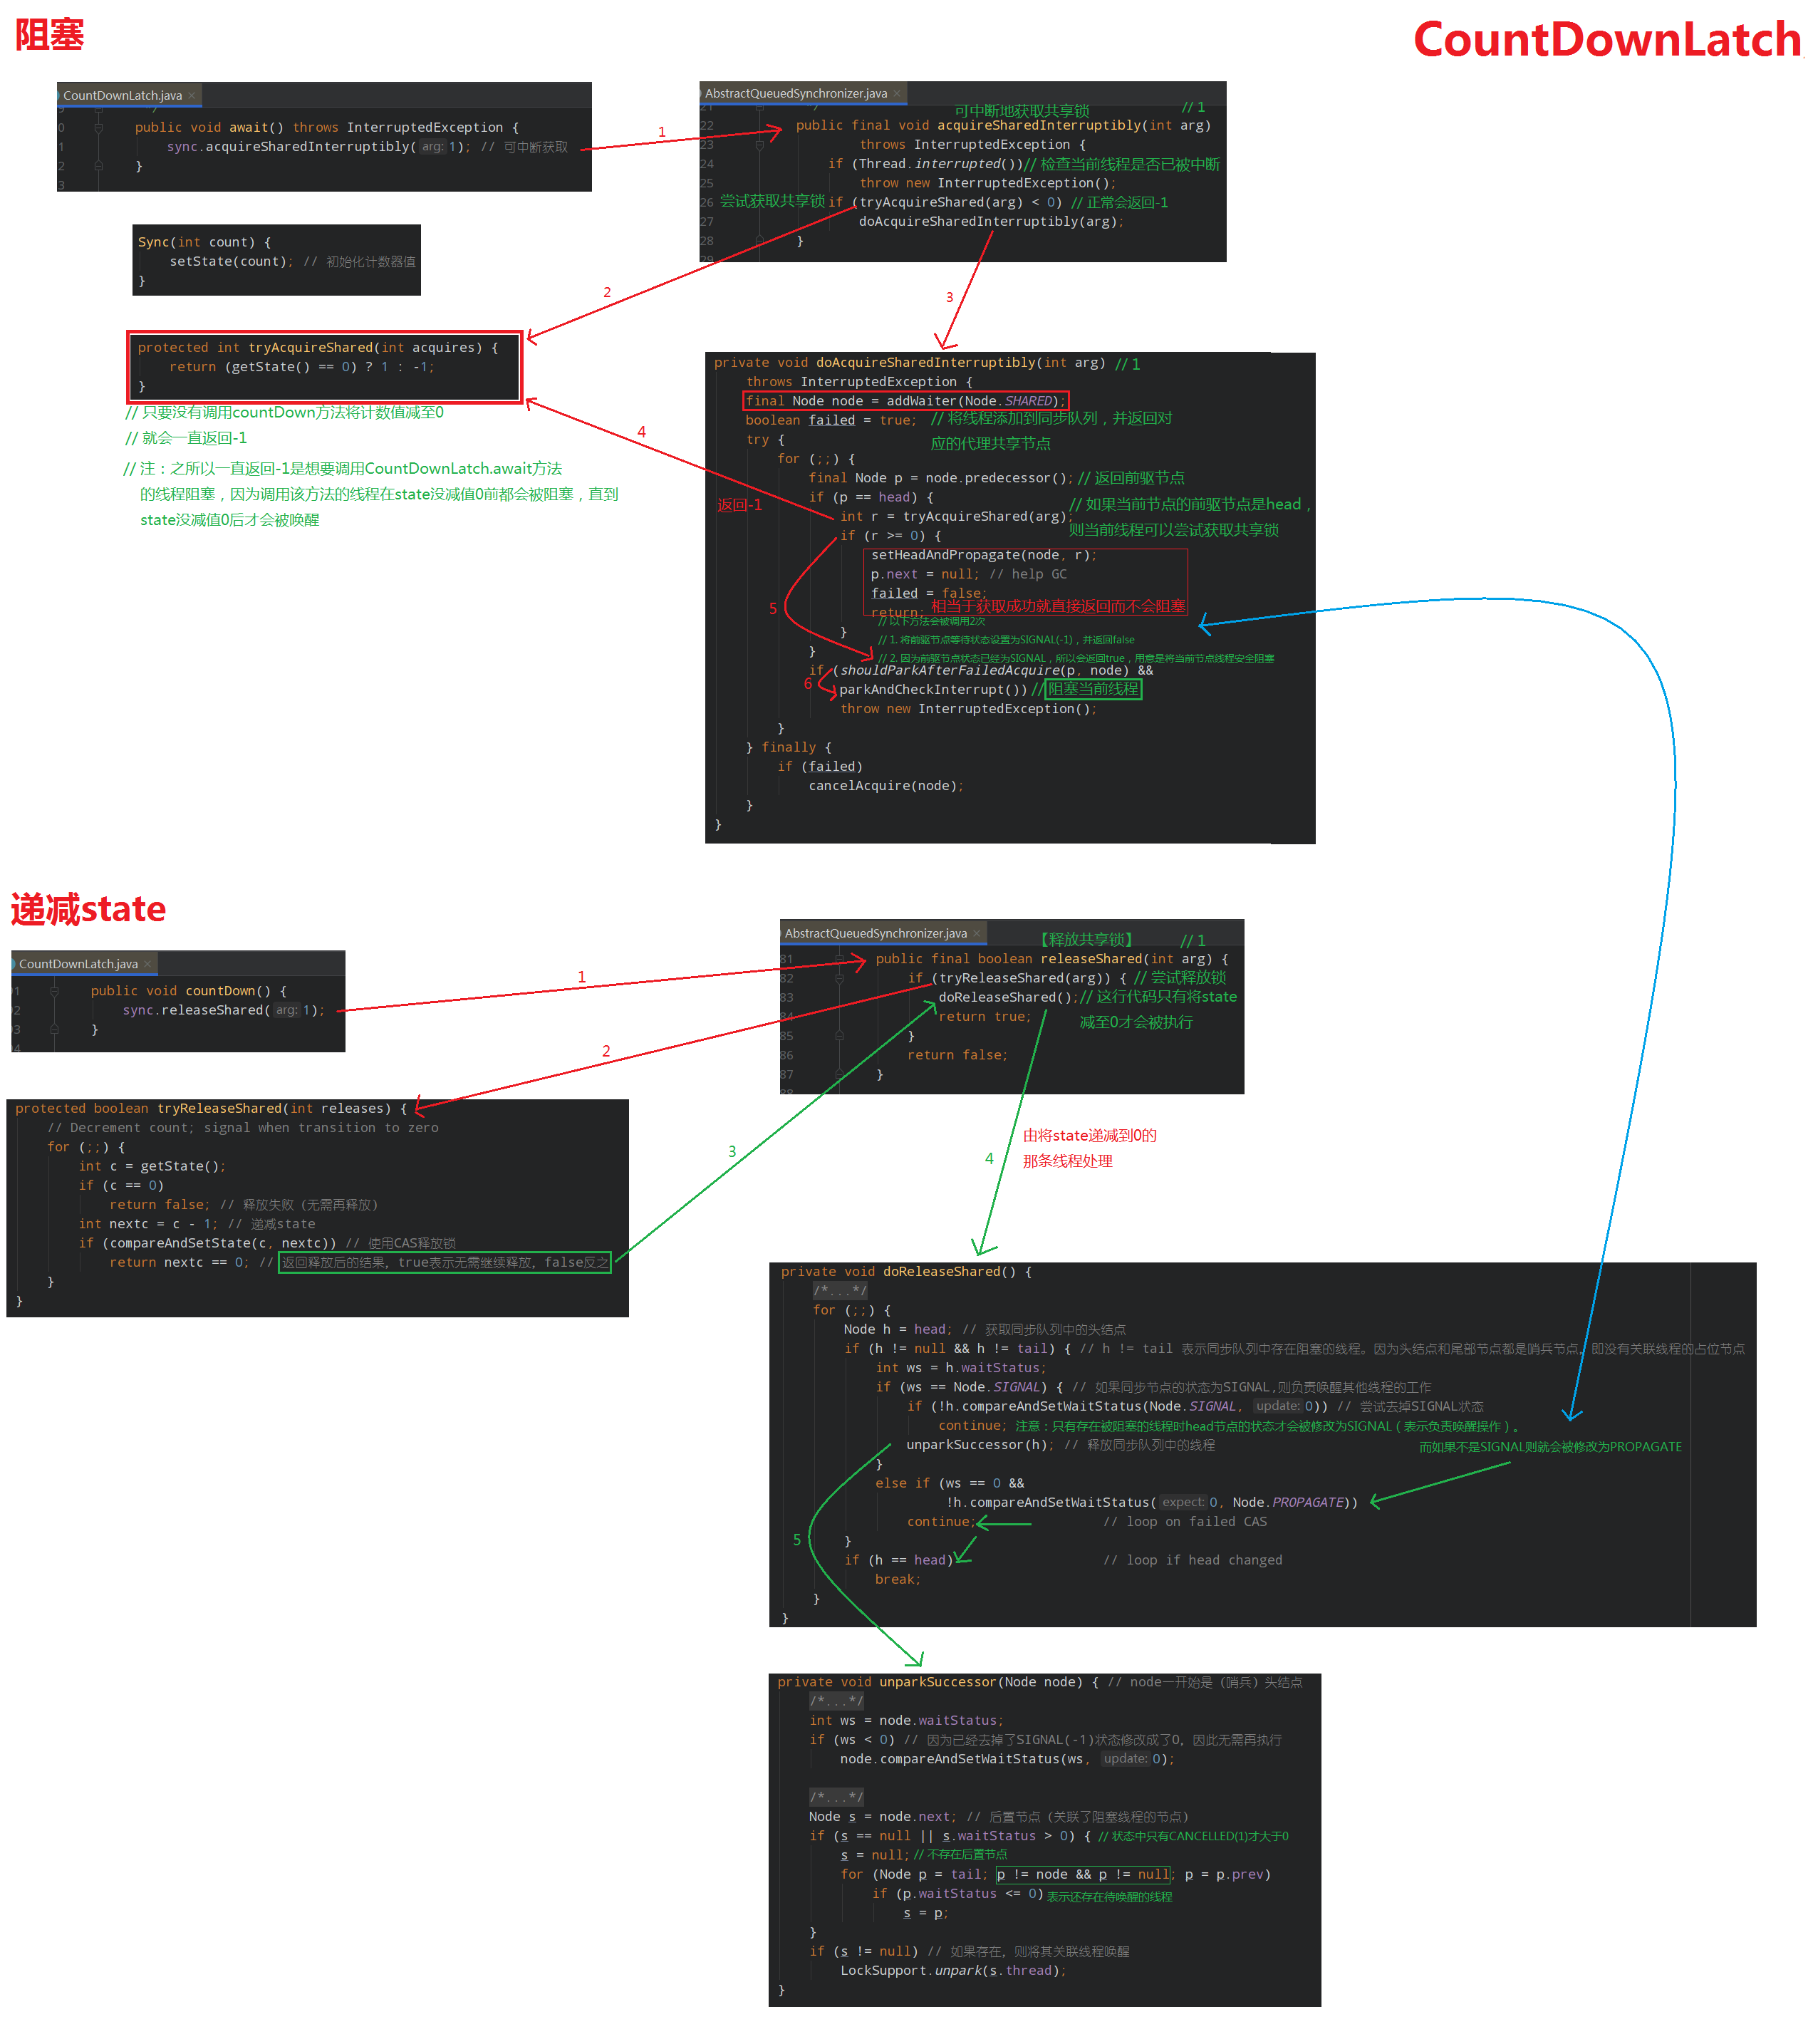 阻塞
CountDownLatch
CountDownLatch.java ×
public void await() throws InterruptedException {
sync.acquireSharedInterruptibly( arg: 1); // 可中断获取
}
AbstractQueuedSynchronizer.java ×
可中断地获取共享锁 // 1
22 public final void acquireSharedInterruptibly(int arg)
23 throws InterruptedException {
24 if (Thread.interrupted())// 检查当前线程是否已被中断
25 throw new InterruptedException();
26 尝试获取共享锁 if (tryAcquireShared(arg) < 0) // 正常会返回-1
27 doAcquireSharedInterruptibly(arg);
28 }
29
1
Sync(int count) {
setState(count); // 初始化计数器值
}
2
3
protected int tryAcquireShared(int acquires) {
return (getState() == 0) ? 1 : -1;
}
// 只要没有调用countDown方法将计数值减至0
// 就会一直返回-1
// 注：之所以一直返回-1是想要调用CountDownLatch.await方法
的线程阻塞，因为调用该方法的线程在state没减值0前都会被阻塞，直到
state没减值0后才会被唤醒
private void doAcquireSharedInterruptibly(int arg) // 1
throws InterruptedException {
final Node node = addWaiter(Node.SHARED);
boolean failed = true; // 将线程添加到同步队列，并返回对
应的代理共享节点
try {
for (;;) {
final Node p = node.predecessor(); // 返回前驱节点
if (p == head) {
// 如果当前节点的前驱节点是head，
则当前线程可以尝试获取共享锁
4
返回-1
int r = tryAcquireShared(arg);
if (r >= 0) {
setHeadAndPropagate(node, r);
p.next = null; // help GC
failed = false;
return; 相当于获取成功就直接返回而不会阻塞
5
// 以下方法会被调用2次
}
// 1. 将前驱节点等待状态设置为SIGNAL(-1)，并返回false
}
// 2. 因为前驱节点状态已经为SIGNAL，所以会返回true，用意是将当前节点线程安全阻塞
if (shouldParkAfterFailedAcquire(p, node) &&
6
parkAndCheckInterrupt()) // 阻塞当前线程
throw new InterruptedException();
}
} finally {
if (failed)
cancelAcquire(node);
}
}
递减state
CountDownLatch.java ×
public void countDown() {
sync.releaseShared( arg: 1);
}
1
AbstractQueuedSynchronizer.java ×
【释放共享锁】 // 1
81 public final boolean releaseShared(int arg) {
82 if (tryReleaseShared(arg)) { // 尝试释放锁
83 doReleaseShared(); // 这行代码只有将state
减至0才会被执行
84 return true;
85 }
86 return false;
87 }
88
2
protected boolean tryReleaseShared(int releases) {
// Decrement count; signal when transition to zero
for (;;) {
int c = getState();
if (c == 0)
return false; // 释放失败（无需再释放）
int nextc = c - 1; // 递减state
if (compareAndSetState(c, nextc)) // 使用CAS释放锁
return nextc == 0; // 返回释放后的结果，true表示无需继续释放，false反之
}
}
3
4
由将state递减到0的
那条线程处理
private void doReleaseShared() {
/*...*/
for (;;) {
Node h = head; // 获取同步队列中的头结点
if (h != null && h != tail) { // h != tail 表示同步队列中存在阻塞的线程。因为头结点和尾部节点都是哨兵节点，即没有关联线程的占位节点
int ws = h.waitStatus;
if (ws == Node.SIGNAL) { // 如果同步节点的状态为SIGNAL,则负责唤醒其他线程的工作
if (!h.compareAndSetWaitStatus(Node.SIGNAL, update: 0)) // 尝试去掉SIGNAL状态
continue; 注意：只有存在被阻塞的线程时head节点的状态才会被修改为SIGNAL（表示负责唤醒操作）。
unparkSuccessor(h); // 释放同步队列中的线程
而如果不是SIGNAL则就会被修改为PROPAGATE
}
else if (ws == 0 &&
!h.compareAndSetWaitStatus( expect: 0, Node.PROPAGATE))
continue; // loop on failed CAS
5
}
if (h == head) // loop if head changed
break;
}
}
private void unparkSuccessor(Node node) { // node一开始是（哨兵）头结点
/*...*/
int ws = node.waitStatus;
if (ws < 0) // 因为已经去掉了SIGNAL(-1)状态修改成了0，因此无需再执行
node.compareAndSetWaitStatus(ws, update: 0);
/*...*/
Node s = node.next; // 后置节点（关联了阻塞线程的节点）
if (s == null || s.waitStatus > 0) { // 状态中只有CANCELLED(1)才大于0
s = null; // 不存在后置节点
for (Node p = tail; p != node && p != null; p = p.prev)
if (p.waitStatus <= 0) 表示还存在待唤醒的线程
s = p;
}
if (s != null) // 如果存在，则将其关联线程唤醒
LockSupport.unpark(s.thread);
}